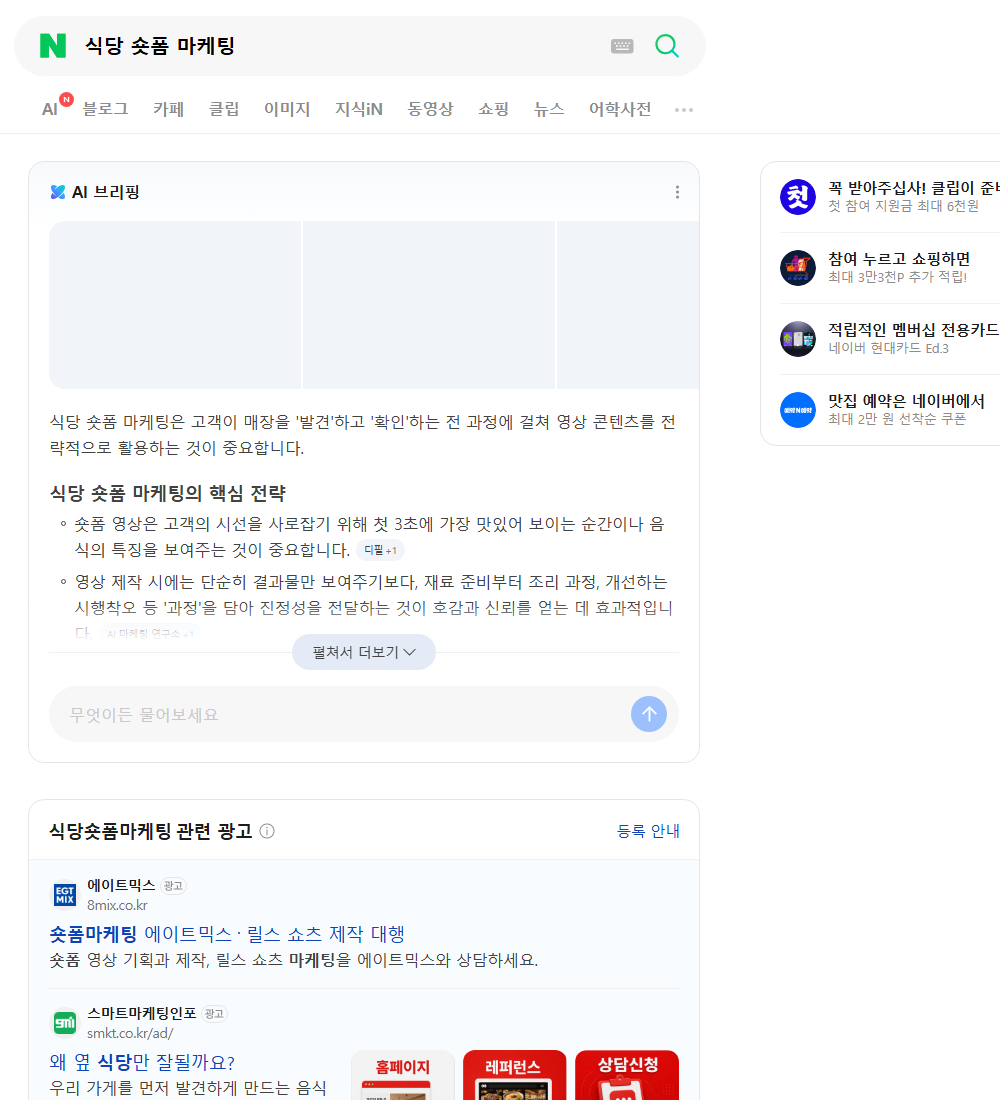 식당 숏폼 마케팅
AI N 블로그 카페 클립 이미지 지식iN 동영상 쇼핑 뉴스 어학사전
AI 브리핑
식당 숏폼 마케팅은 고객이 매장을 '발견'하고 '확인'하는 전 과정에 걸쳐 영상 콘텐츠를 전
략적으로 활용하는 것이 중요합니다.
식당 숏폼 마케팅의 핵심 전략
숏폼 영상은 고객의 시선을 사로잡기 위해 첫 3초에 가장 맛있어 보이는 순간이나 음
식의 특징을 보여주는 것이 중요합니다. 디필 +1
영상 제작 시에는 단순히 결과물만 보여주기보다, 재료 준비부터 조리 과정, 개선하는
시행착오 등 '과정'을 담아 진정성을 전달하는 것이 호감과 신뢰를 얻는 데 효과적입니
다. AI 마케팅 연구소 +1
펼쳐서 더보기
무엇이든 물어보세요
식당숏폼마케팅 관련 광고
등록 안내
EGT
MIX
에이트믹스 광고
8mix.co.kr
숏폼마케팅 에이트믹스 · 릴스 쇼츠 제작 대행
숏폼 영상 기획과 제작, 릴스 쇼츠 마케팅을 에이트믹스와 상담하세요.
smi
스마트마케팅인포 광고
smkt.co.kr/ad/
왜 옆 식당만 잘될까요?
우리 가게를 먼저 발견하게 만드는 음식
홈페이지
레퍼런스
상담신청
첫
꼭 받아주십사! 클립이 준비
첫 참여 지원금 최대 6천원
참여 누르고 쇼핑하면
최대 3만3천P 추가 적립!
적립적인 멤버십 전용카드
네이버 현대카드 Ed.3
맛집 예약은 네이버에서
최대 2만 원 선착순 쿠폰